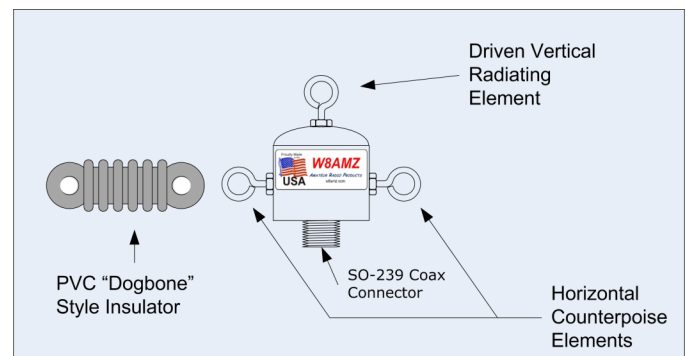 Driven Vertical
Radiating
Element
Proudly Made
USA
W8AMZ
AMATEUR RADIO PRODUCTS
w8amz.com
PVC “Dogbone”
Style Insulator
SO-239 Coax
Connector
Horizontal
Counterpoise
Elements